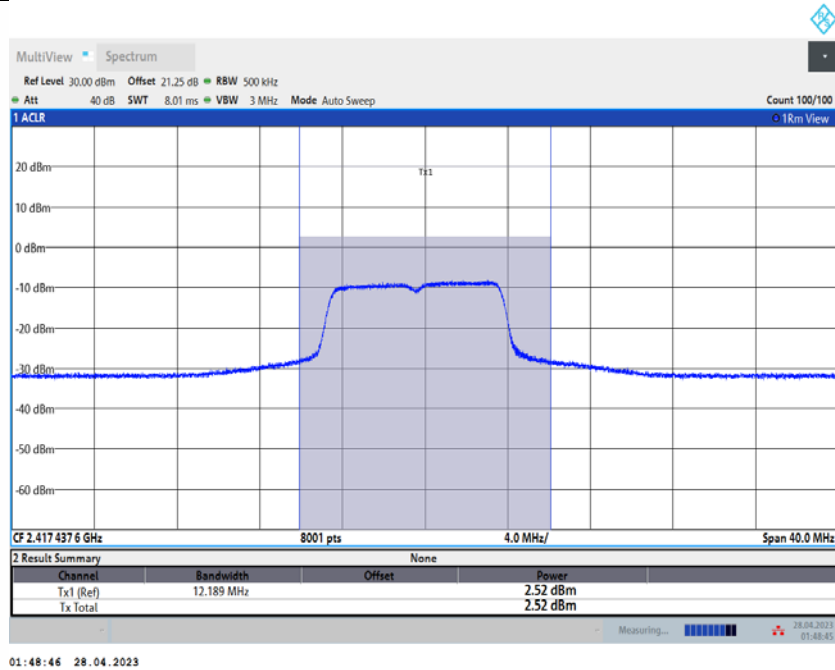 MultiView Spectrum
Ref Level 30.00 dBm Offset 21.25 dB RBW 500 kHz
Att 40 dB SWT 8.01 ms VBW 3 MHz Mode Auto Sweep Count 100/100
1 ACLR 1Rm View
Tx1
20 dBm
10 dBm
0 dBm
-10 dBm
-20 dBm
-30 dBm
-40 dBm
-50 dBm
-60 dBm
CF 2.417 437 6 GHz 8001 pts 4.0 MHz/ Span 40.0 MHz
2 Result Summary None
Channel Bandwidth Offset Power
Tx1 (Ref) 12.189 MHz 2.52 dBm
Tx Total 2.52 dBm
Measuring... 28.04.2023
01:48:45
01:48:46 28.04.2023